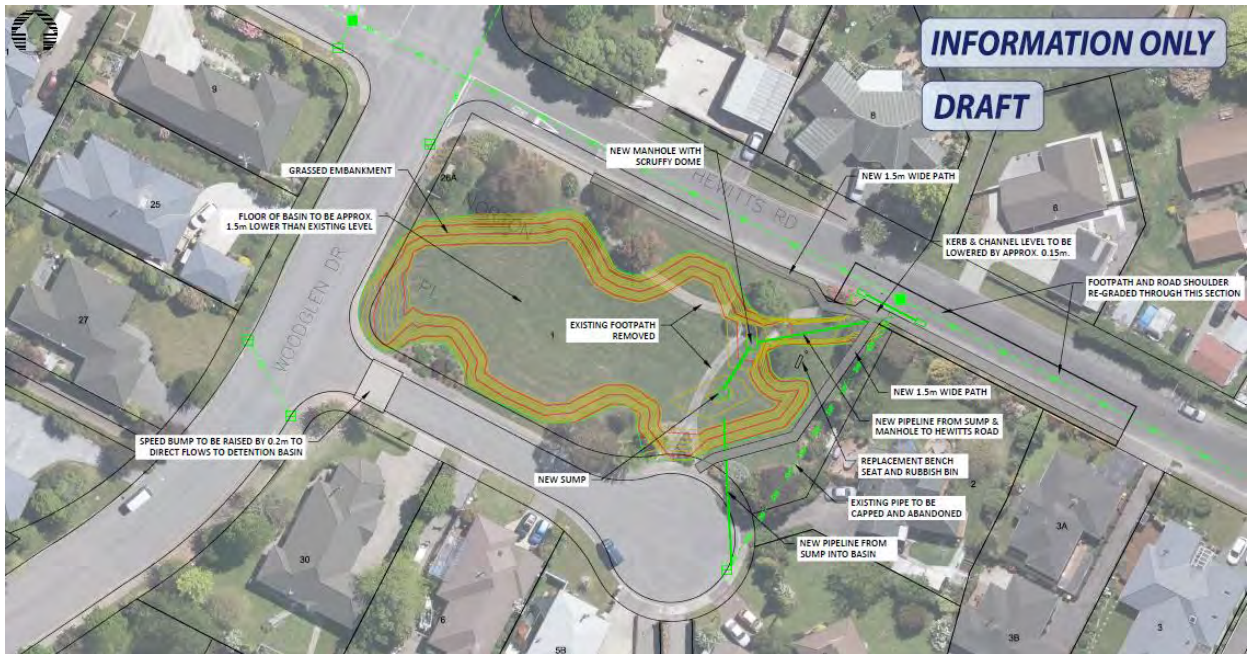 INFORMATION ONLY
DRAFT
9
8
NEW MANHOLE WITH
SCRUFFY DOME
GRASSED EMBANKMENT
26A
HEWITTS RD
NEW 1.5m WIDE PATH
25
6
FLOOR OF BASIN TO BE APPROX.
1.5m LOWER THAN EXISTING LEVEL
KERB & CHANNEL LEVEL TO BE
LOWERED BY APPROX. 0.15m.
FOOTPATH AND ROAD SHOULDER
RE-GRADED THROUGH THIS SECTION
WOODGLEN DR
PL
27
1
EXISTING FOOTPATH
REMOVED
NEW 1.5m WIDE PATH
NEW PIPELINE FROM SUMP &
MANHOLE TO HEWITTS ROAD
SPEED BUMP TO BE RAISED BY 0.2m TO
DIRECT FLOWS TO DETENTION BASIN
REPLACEMENT BENCH
SEAT AND RUBBISH BIN
NEW SUMP
2
EXISTING PIPE TO BE
CAPPED AND ABANDONED
3A
NEW PIPELINE FROM
SUMP INTO BASIN
30
6
5B
3B
3